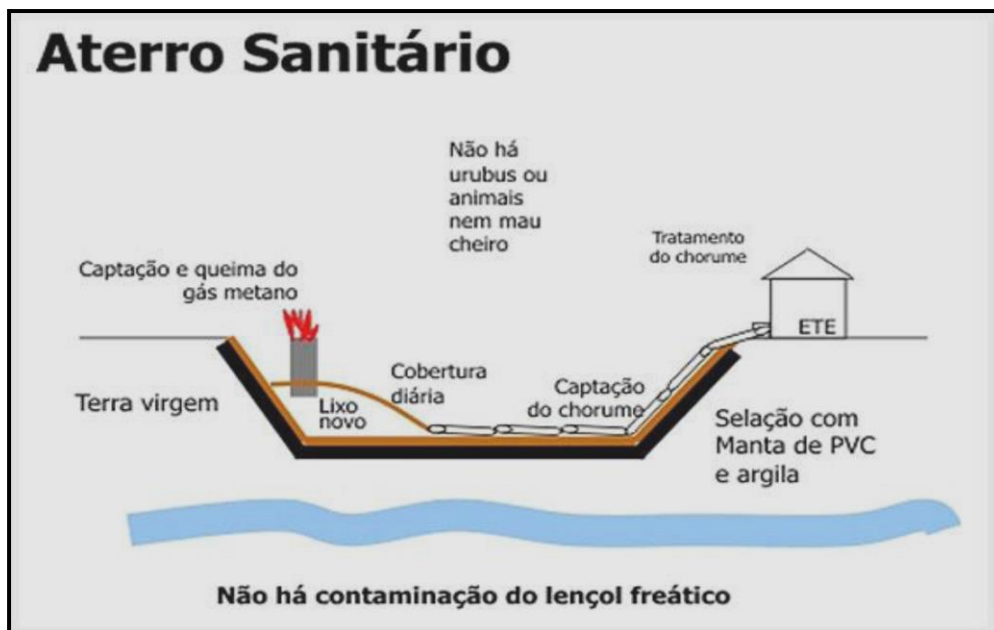 Aterro Sanitário
Não há
urubus ou
animais
nem mau
cheiro
Tratamento
do chorume
Captação e queima do
gás metano
ETE
Cobertura
diária
Captação
do chorume
Terra virgem
Lixo
novo
Selação com
Manta de PVC
e argila
Não há contaminação do lençol freático